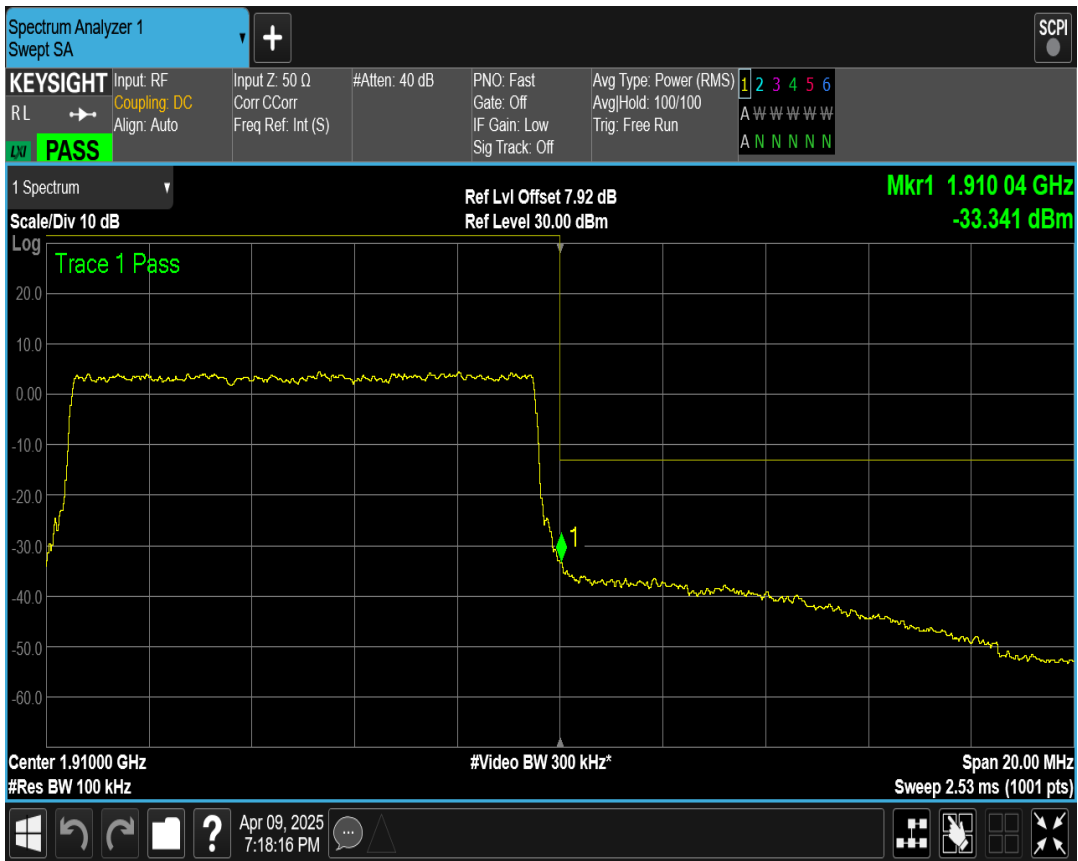 Spectrum Analyzer 1
Swept SA
+
SCPI
KEYSIGHT
RL
LXI PASS
Input: RF
Coupling: DC
Align: Auto
Input Z: 50 Ω
Corr CCorr
Freq Ref: Int (S)
#Atten: 40 dB
PNO: Fast
Gate: Off
IF Gain: Low
Sig Track: Off
Avg Type: Power (RMS)
Avg|Hold: 100/100
Trig: Free Run
1 2 3 4 5 6
A W W W W W
A N N N N N
1 Spectrum
Scale/Div 10 dB
Ref Lvl Offset 7.92 dB
Ref Level 30.00 dBm
Mkr1 1.910 04 GHz
-33.341 dBm
Log
Trace 1 Pass
20.0
10.0
0.00
-10.0
-20.0
-30.0
-40.0
-50.0
-60.0
1
Center 1.91000 GHz
#Res BW 100 kHz
#Video BW 300 kHz*
Span 20.00 MHz
Sweep 2.53 ms (1001 pts)
?
Apr 09, 2025
7:18:16 PM